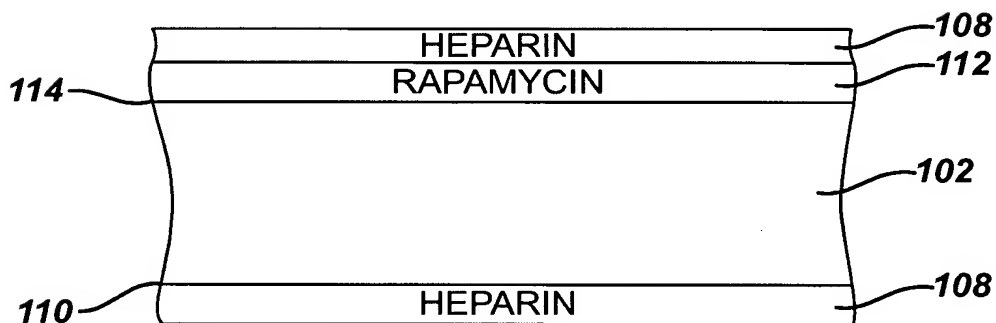 HEPARIN 108
RAPAMYCIN 112
114
102
110 HEPARIN 108